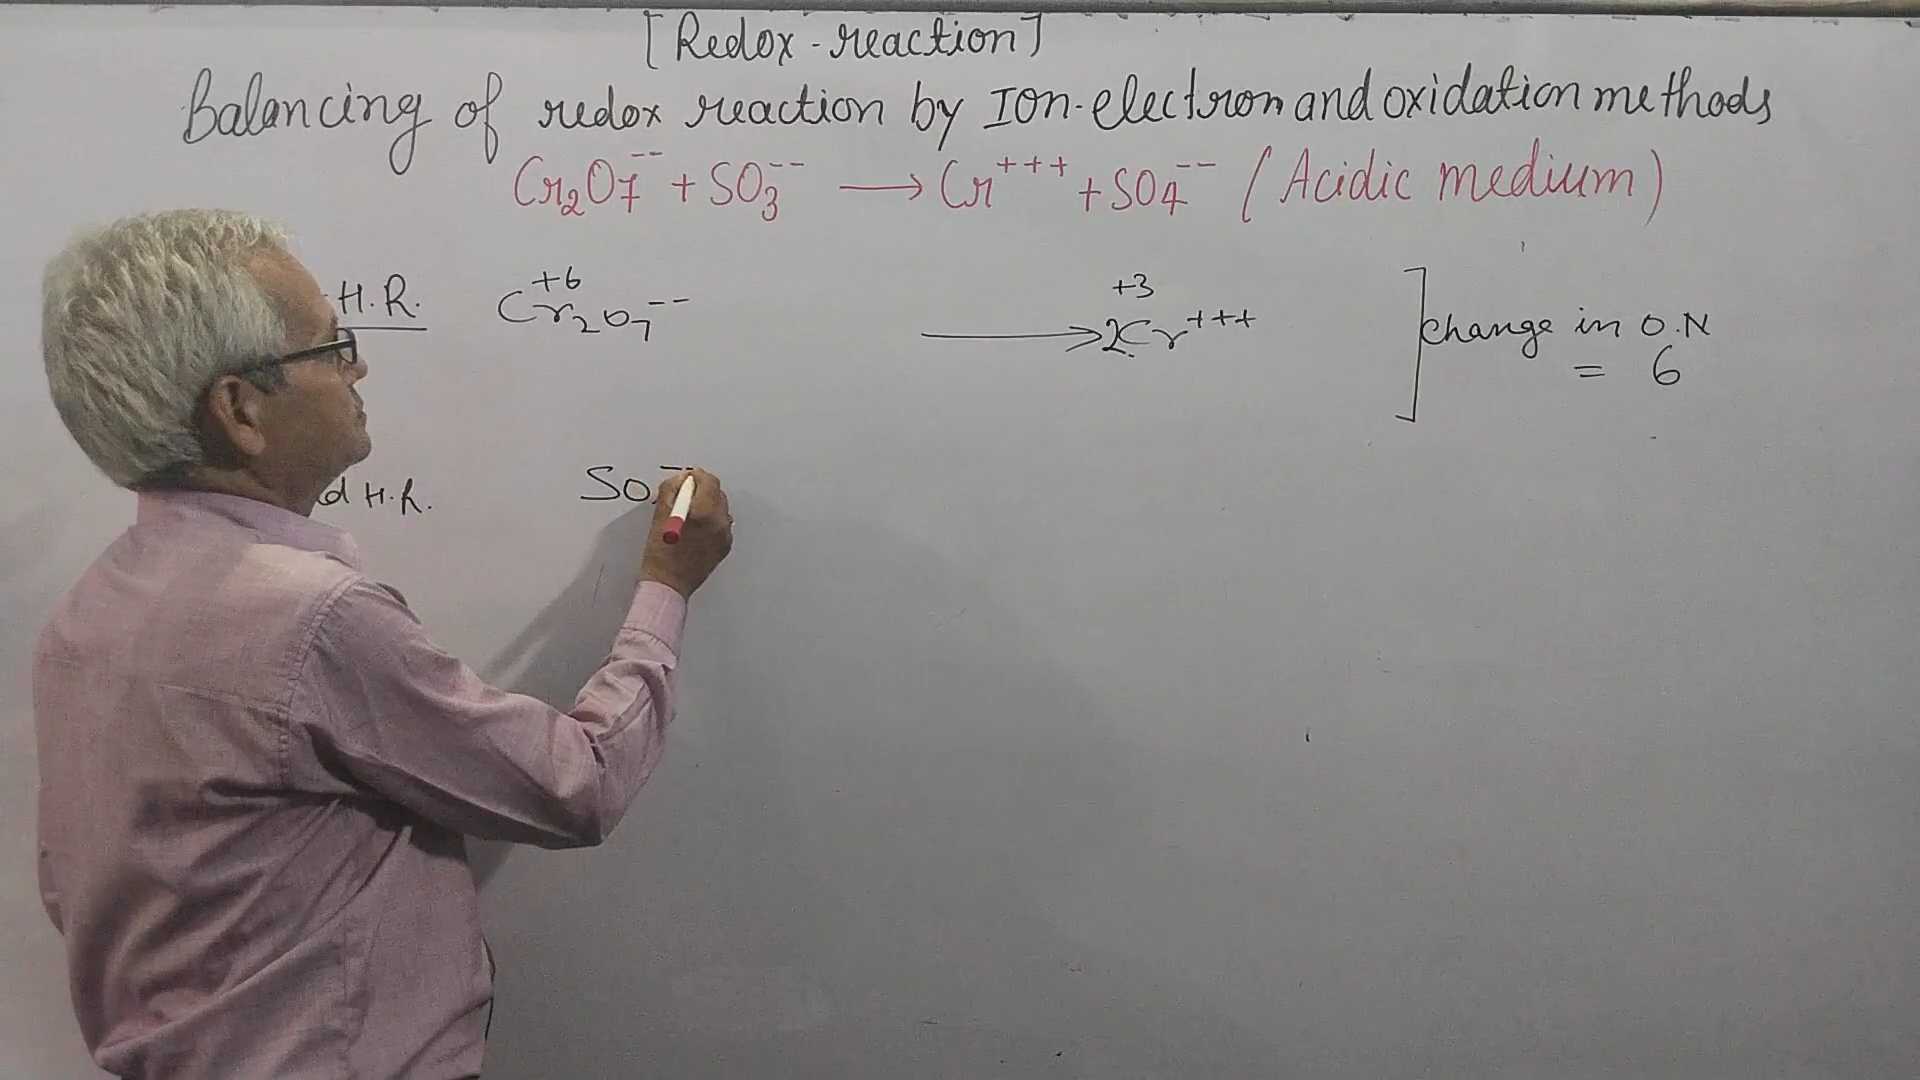 [Redox-reaction]
Balancing of redox reaction by Ion-electron and oxidation methods
Cr₂O₇⁻⁻ + SO₃⁻⁻ → Cr⁺⁺⁺ + SO₄⁻⁻ (Acidic medium)
H.R. +6 +3
Cr₂O₇⁻⁻ → 2Cr⁺⁺⁺ ] change in O.N
= 6
d H.R. SO